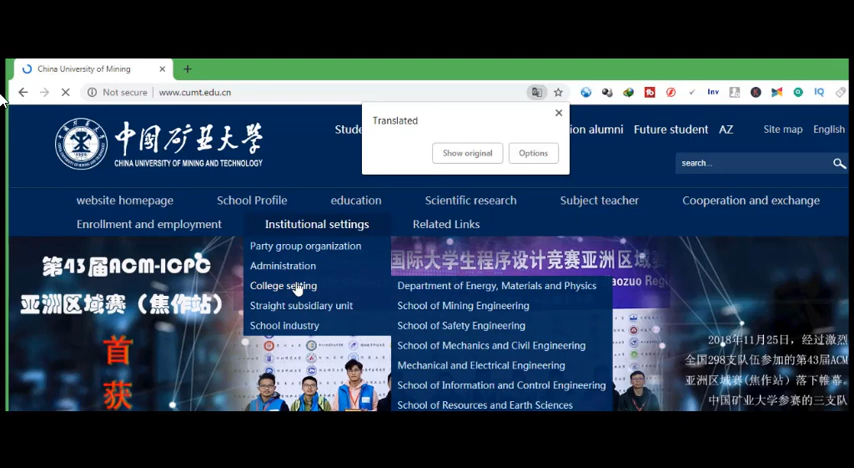 China University of Mining
Not secure | www.cumt.edu.cn
Inv
IQ
Translated
Show original
Options
中国矿业大学
CHINA UNIVERSITY OF MINING AND TECHNOLOGY
Stude
ion alumni
Future student
AZ
Site map
English
search...
website homepage
School Profile
education
Scientific research
Subject teacher
Cooperation and exchange
Enrollment and employment
Institutional settings
Related Links
Party group organization
Administration
College setting
Straight subsidiary unit
School industry
Department of Energy, Materials and Physics
School of Mining Engineering
School of Safety Engineering
School of Mechanics and Civil Engineering
Mechanical and Electrical Engineering
School of Information and Control Engineering
School of Resources and Earth Sciences
第43届ACM-ICPC
亚洲区域赛（焦作站）
首
获
国际大学生程序设计竞赛亚洲区
aozuo Reg
2018年11月25日，经过激烈
全国298支队伍参加的第43届ACM
亚洲区域赛(焦作站）落下帷幕。
中国矿业大学参赛的三支队